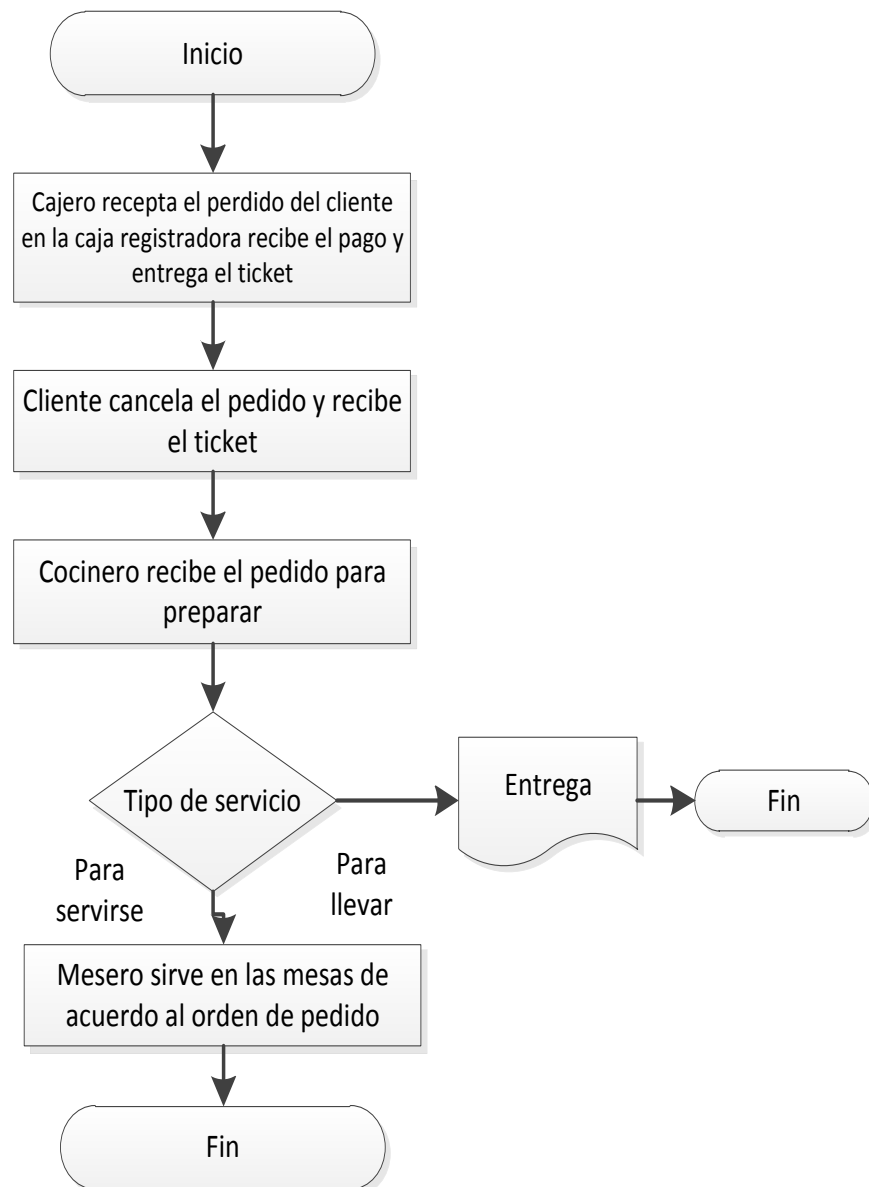 Inicio
Cajero recepta el perdido del cliente
en la caja registradora recibe el pago y
entrega el ticket
Cliente cancela el pedido y recibe
el ticket
Cocinero recibe el pedido para
preparar
Tipo de servicio
Entrega
Fin
Para
servirse
Para
llevar
Mesero sirve en las mesas de
acuerdo al orden de pedido
Fin